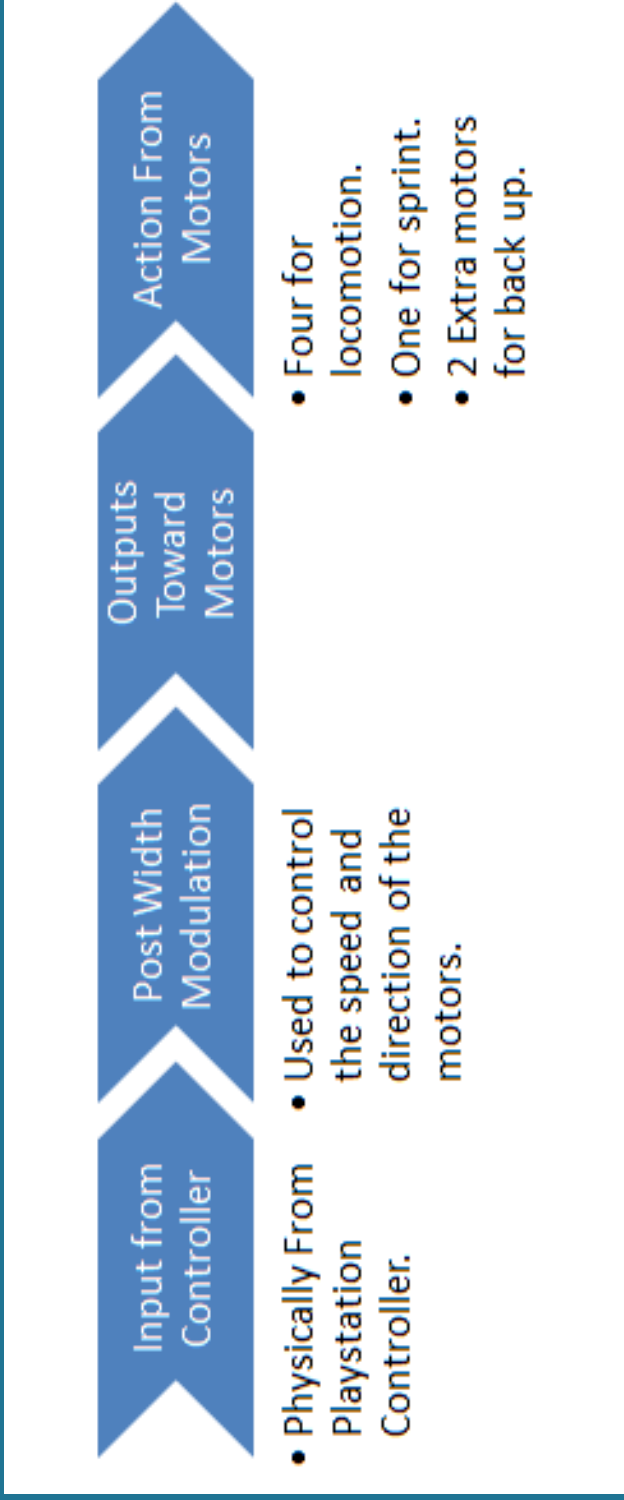 Input from
Controller
• Physically From
Playstation
Controller.
Post Width
Modulation
• Used to control
the speed and
direction of the
motors.
Outputs
Toward
Motors
Action From
Motors
• Four for
locomotion.
• One for sprint.
• 2 Extra motors
for back up.